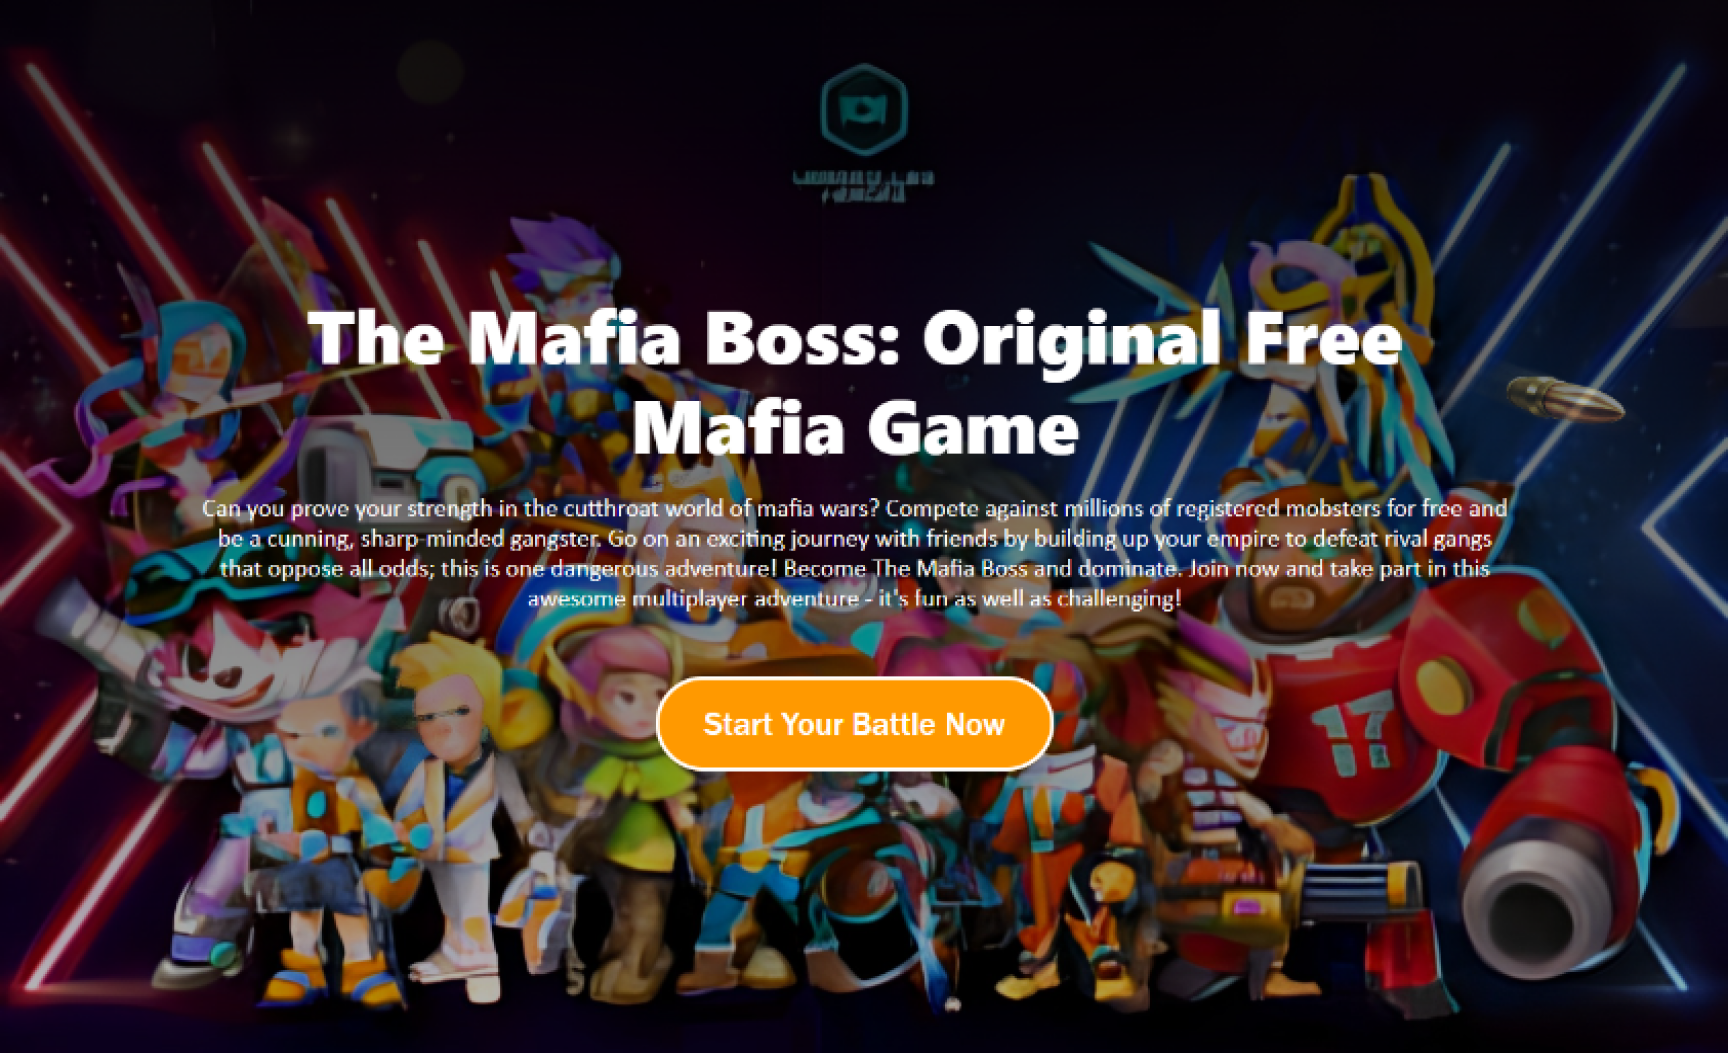 The Mafia Boss: Original Free
Mafia Game
Can you prove your strength in the cutthroat world of mafia wars? Compete against millions of registered mobsters for free and
be a cunning, sharp-minded gangster. Go on an exciting journey with friends by building up your empire to defeat rival gangs
that oppose all odds; this is one dangerous adventure! Become The Mafia Boss and dominate. Join now and take part in this
awesome multiplayer adventure - it's fun as well as challenging!
Start Your Battle Now
17